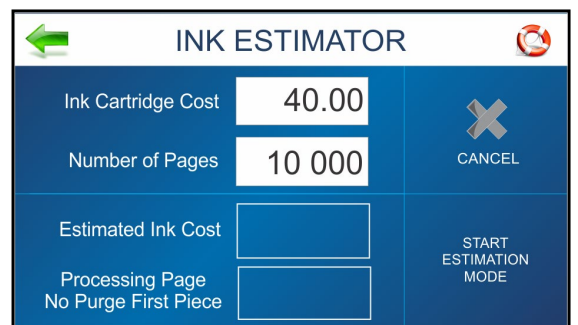 INK ESTIMATOR
Ink Cartridge Cost
40.00
Number of Pages
10 000
CANCEL
Estimated Ink Cost
Processing Page
No Purge First Piece
START
ESTIMATION
MODE